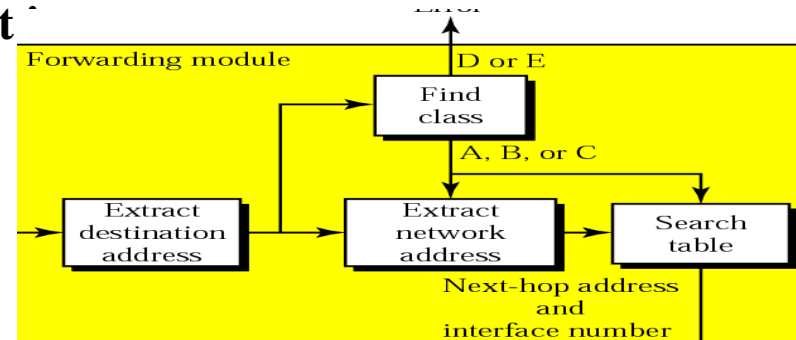 t
Forwarding module
D or E
Find
class
A, B, or C
Extract
destination
address
Extract
network
address
Search
table
Next-hop address
and
interface number